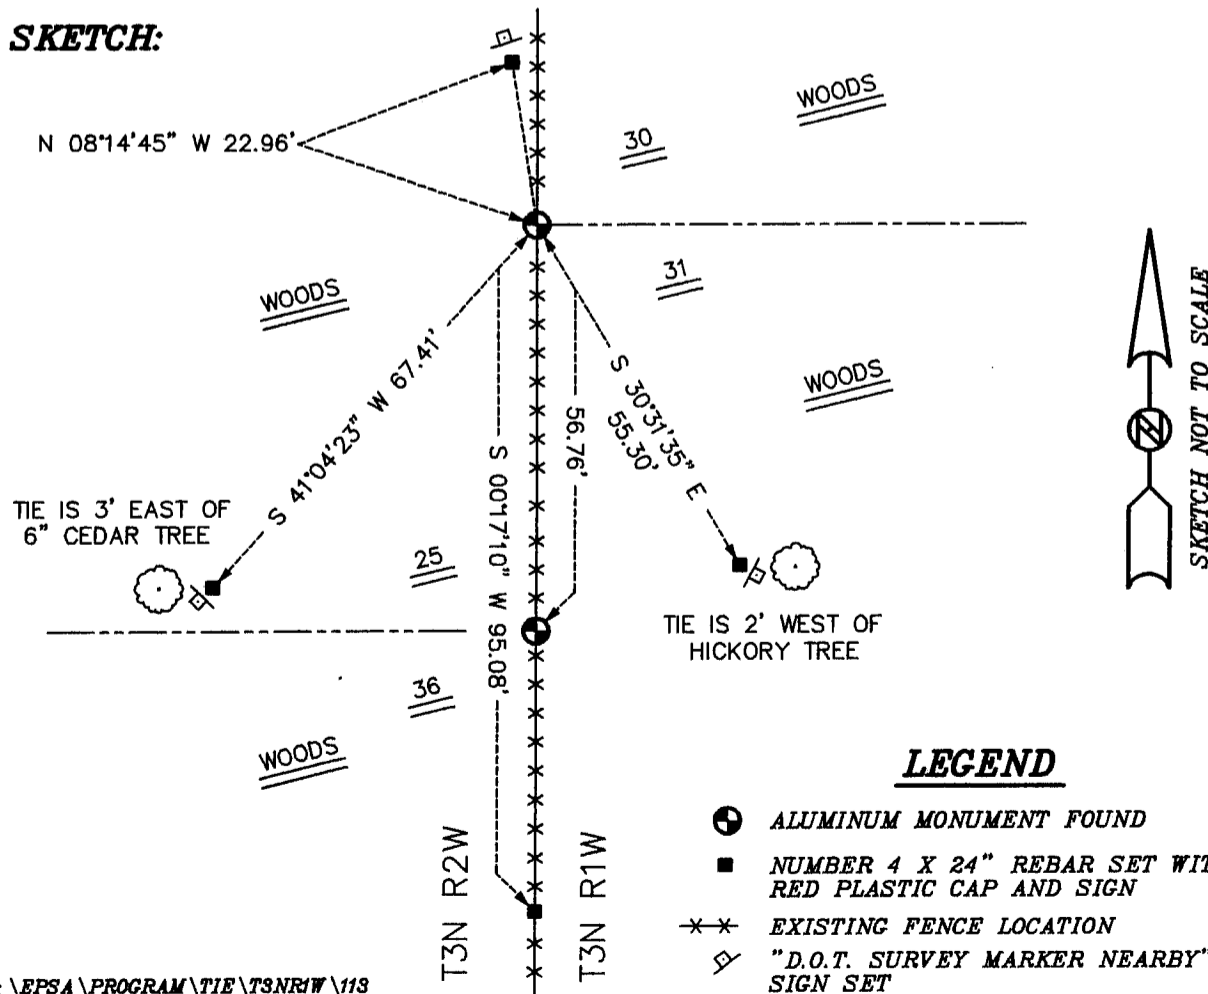 SKETCH:
WOODS
N 08°14'45" W 22.96'
30
31
WOODS
WOODS
S 41°04'23" W 67.41'
S 00°17'10" W 95.08'
56.76'
S 30°31'35" E
55.30'
SKETCH NOT TO SCALE
N
TIE IS 3' EAST OF
6" CEDAR TREE
25
TIE IS 2' WEST OF
HICKORY TREE
36
WOODS
T3N R2W
T3N R1W
LEGEND
ALUMINUM MONUMENT FOUND
NUMBER 4 X 24" REBAR SET WIT
RED PLASTIC CAP AND SIGN
EXISTING FENCE LOCATION
"D.O.T. SURVEY MARKER NEARBY"
SIGN SET
:\EPSA\PROGRAM\TIE\T3NR1W\113